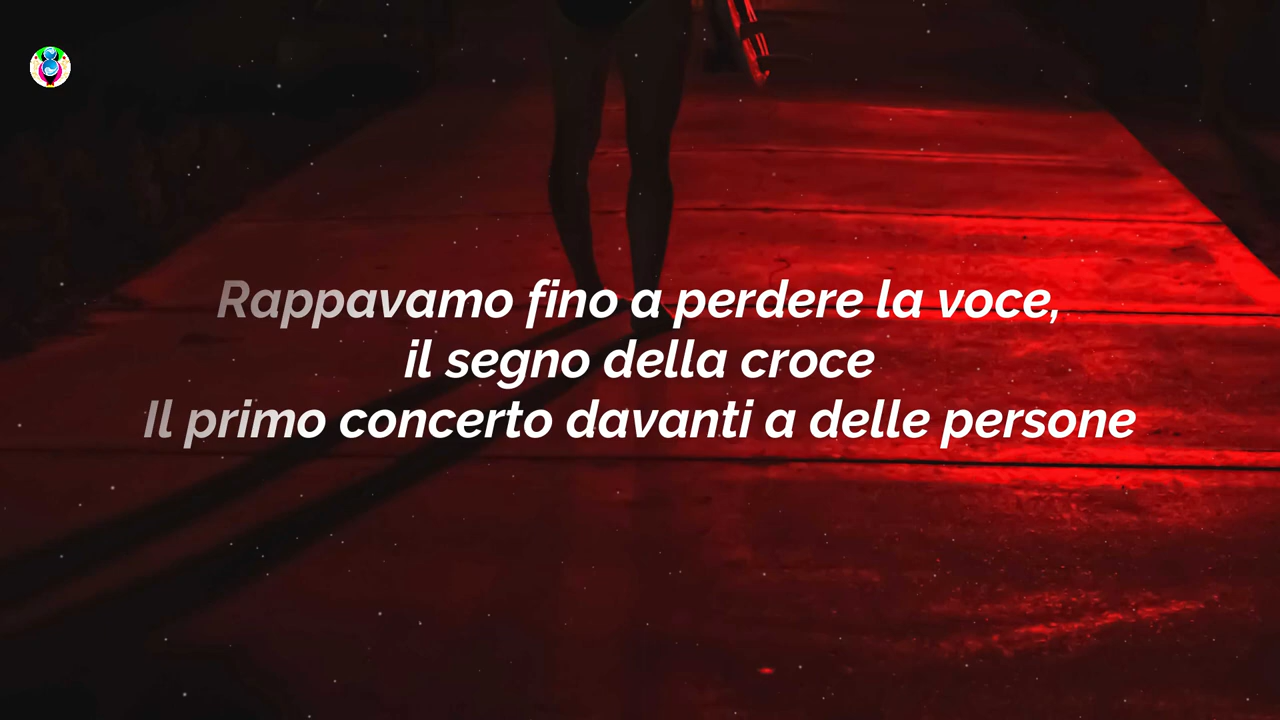 Rappavamo fino a perdere la voce,
il segno della croce
Il primo concerto davanti a delle persone